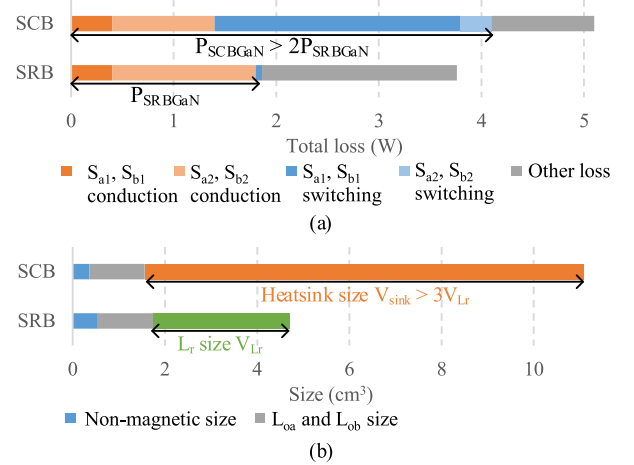 SCB
P_SCBGaN > 2P_SRBGaN
SRB
P_SRBGaN
0 1 2 3 4 5
Total loss (W)
S_a1, S_b1 conduction
S_a2, S_b2 conduction
S_a1, S_b1 switching
S_a2, S_b2 switching
Other loss
(a)
SCB
Heatsink size V_sink > 3V_Lr
SRB
L_r size V_Lr
0 2 4 6 8 10
Size (cm³)
Non-magnetic size
L_oa and L_ob size
(b)